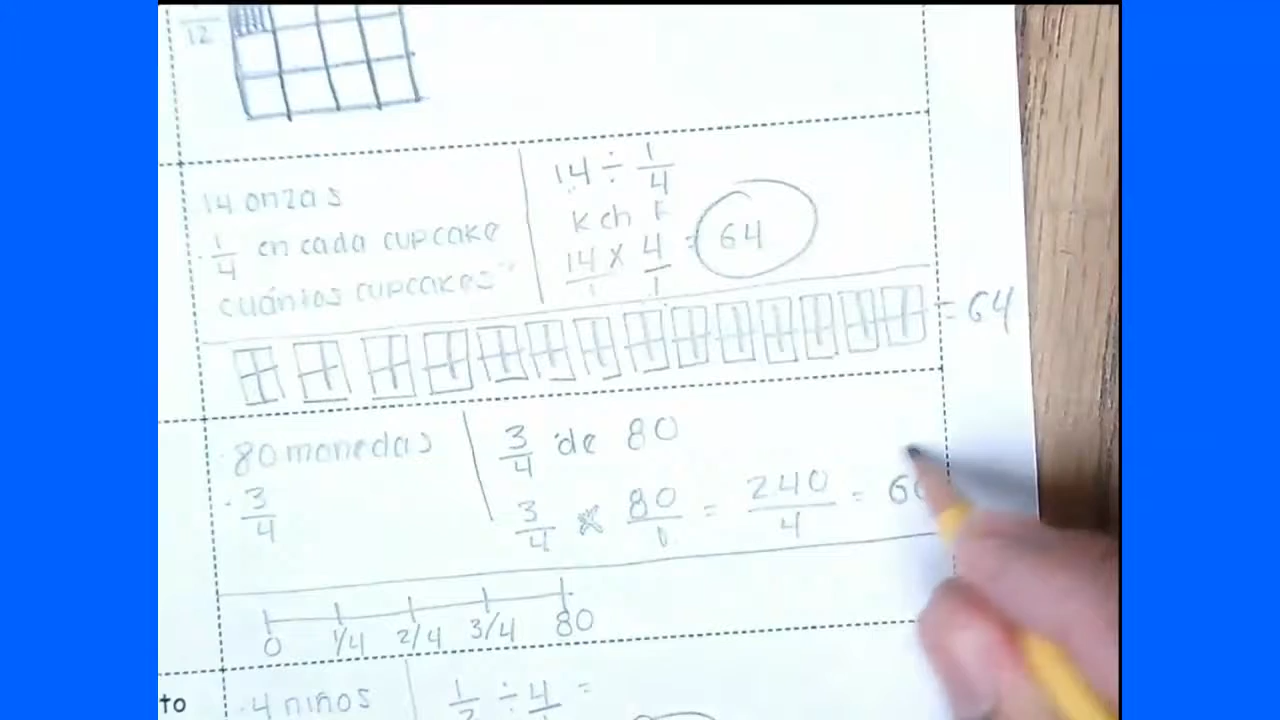 12
14 onzas
1/4 en cada cupcake
cuántos cupcakes
14 ÷ 1/4
K ch F
14/1 × 4/1 = 64
= 64
80 monedas
3/4
3/4 de 80
3/4 × 80/1 = 240/4 = 60
0 1/4 2/4 3/4 80
to
4 niños
1/2 ÷ 4/1 =